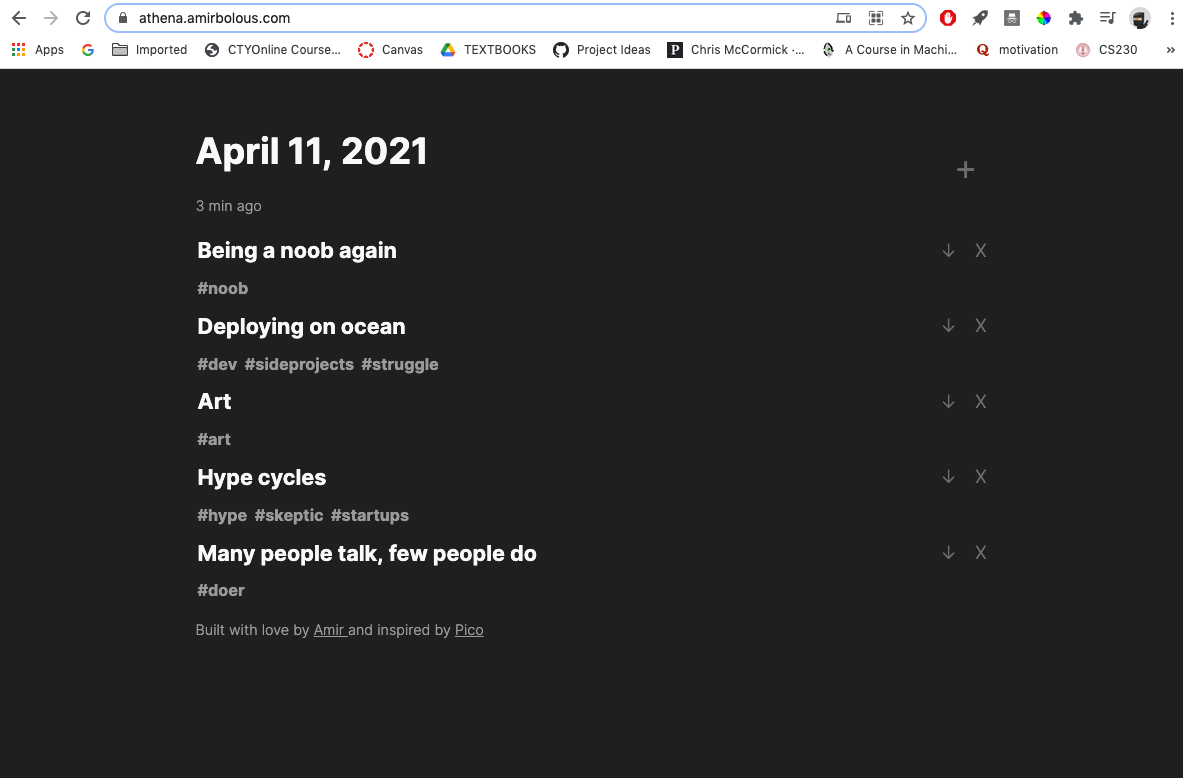 athena.amirbolous.com
Apps Imported CTYOnline Course... Canvas TEXTBOOKS Project Ideas P Chris McCormick -... A Course in Machi... Q motivation CS230 »
April 11, 2021
+
3 min ago
Being a noob again ↓ X
#noob
Deploying on ocean ↓ X
#dev #sideprojects #struggle
Art ↓ X
#art
Hype cycles ↓ X
#hype #skeptic #startups
Many people talk, few people do ↓ X
#doer
Built with love by Amir and inspired by Pico